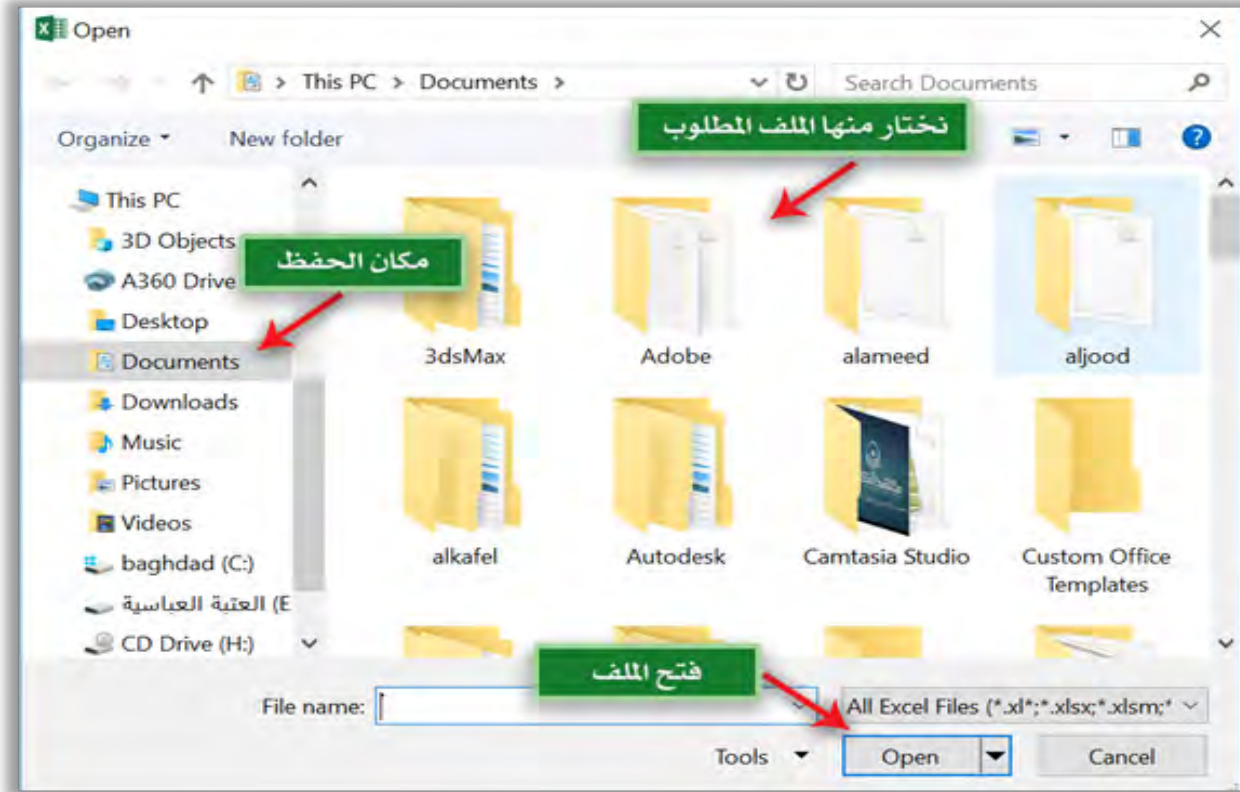 Open
This PC > Documents >
Search Documents
Organize
New folder
نختار منها الملف المطلوب
This PC
3D Objects
مكان الحفظ
A360 Drive
Desktop
Documents
Downloads
Music
Pictures
Videos
baghdad (C:)
العتبة العباسية (E
CD Drive (H:)
3dsMax
Adobe
alameed
aljood
alkafel
Autodesk
Camtasia Studio
Custom Office
Templates
فتح الملف
File name:
All Excel Files (*.xl*;*.xlsx;*.xlsm;*
Tools
Open
Cancel